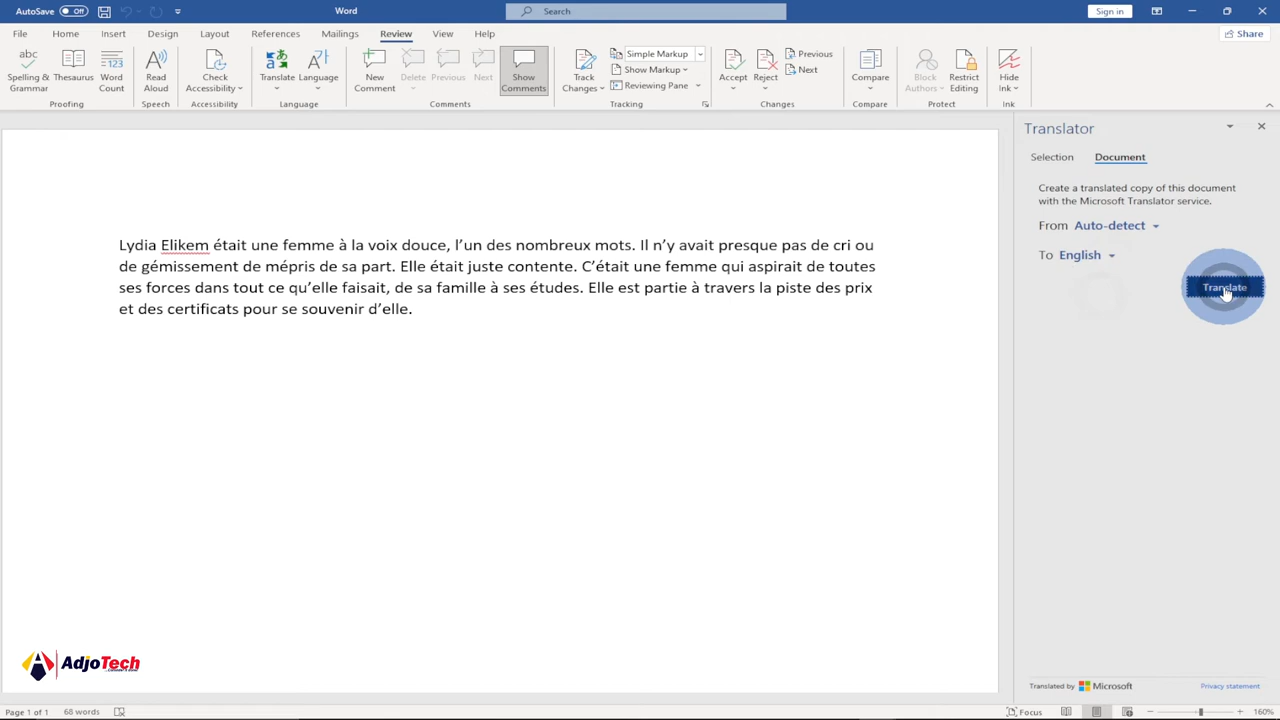 AutoSave Off Word Search Sign in
File Home Insert Design Layout References Mailings Review View Help Share
Spelling & Grammar Thesaurus Word Count Read Aloud Check Accessibility Translate Language New Comment Delete Previous Next Show Comments Track Changes Simple Markup Show Markup Reviewing Pane Accept Reject Previous Next Compare Block Authors Restrict Editing Hide Ink
Proofing Speech Accessibility Language Comments Tracking Changes Compare Protect Ink
Translator
Selection Document
Create a translated copy of this document
with the Microsoft Translator service.
From Auto-detect
To English
Translate
Lydia Elikem était une femme à la voix douce, l’un des nombreux mots. Il n’y avait presque pas de cri ou
de gémissement de mépris de sa part. Elle était juste contente. C’était une femme qui aspirait de toutes
ses forces dans tout ce qu’elle faisait, de sa famille à ses études. Elle est partie à travers la piste des prix
et des certificats pour se souvenir d’elle.
AdjoTech
Translated by Microsoft Privacy statement
Page 1 of 1 68 words Focus 160%